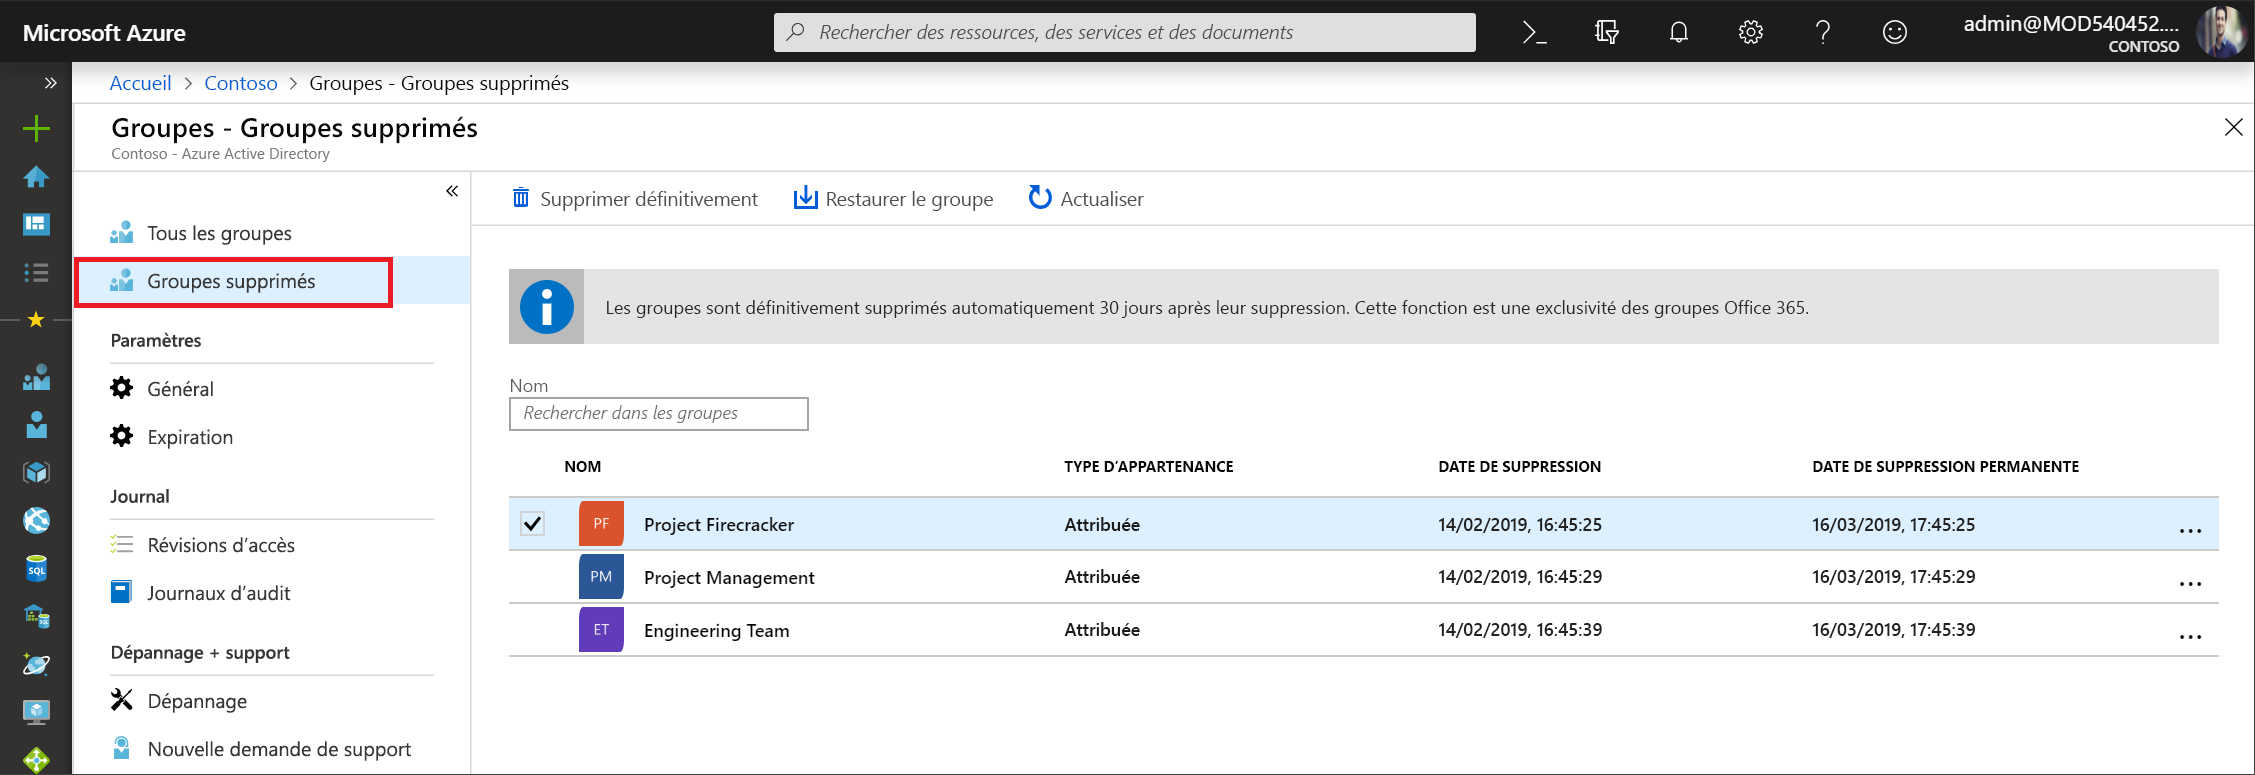 Microsoft Azure
Rechercher des ressources, des services et des documents
admin@MOD540452....
CONTOSO
Accueil > Contoso > Groupes - Groupes supprimés
Groupes - Groupes supprimés
Contoso - Azure Active Directory
Tous les groupes
Groupes supprimés
Paramètres
Général
Expiration
Journal
Révisions d’accès
Journaux d’audit
Dépannage + support
Dépannage
Nouvelle demande de support
Supprimer définitivement
Restaurer le groupe
Actualiser
Les groupes sont définitivement supprimés automatiquement 30 jours après leur suppression. Cette fonction est une exclusivité des groupes Office 365.
Nom
Rechercher dans les groupes
NOM TYPE D’APPARTENANCE DATE DE SUPPRESSION DATE DE SUPPRESSION PERMANENTE
PF Project Firecracker Attribuée 14/02/2019, 16:45:25 16/03/2019, 17:45:25 ...
PM Project Management Attribuée 14/02/2019, 16:45:29 16/03/2019, 17:45:29 ...
ET Engineering Team Attribuée 14/02/2019, 16:45:39 16/03/2019, 17:45:39 ...
SQL